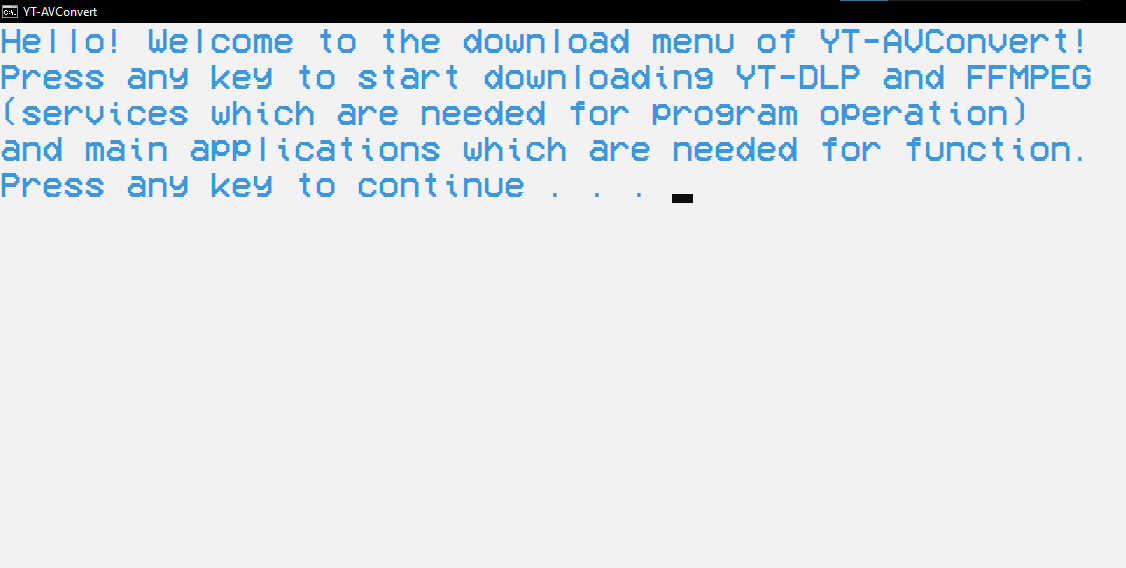 YT-AVConvert
Hello! Welcome to the download menu of YT-AVConvert!
Press any key to start downloading YT-DLP and FFMPEG
(services which are needed for program operation)
and main applications which are needed for function.
Press any key to continue . . .